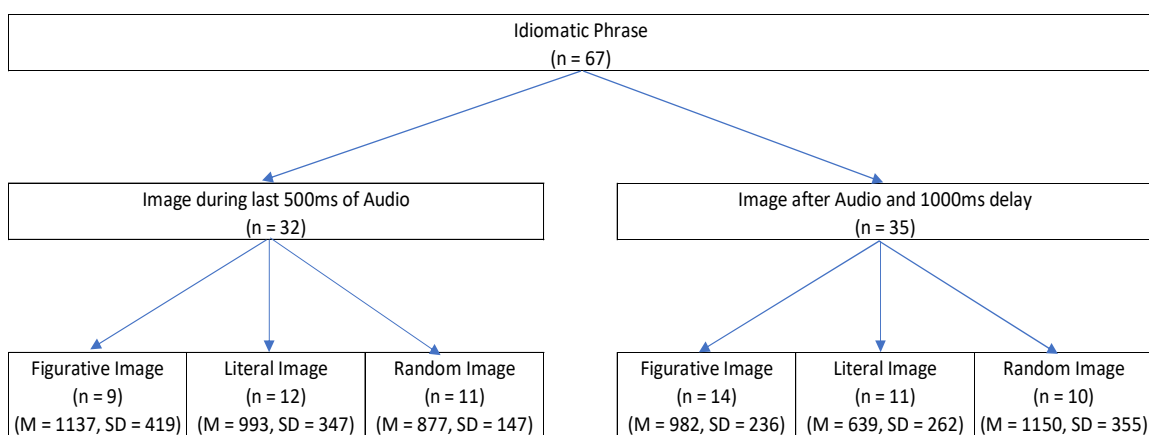 Idiomatic Phrase
(n = 67)
Image during last 500ms of Audio
(n = 32)
Image after Audio and 1000ms delay
(n = 35)
Figurative Image
(n = 9)
(M = 1137, SD = 419)
Literal Image
(n = 12)
(M = 993, SD = 347)
Random Image
(n = 11)
(M = 877, SD = 147)
Figurative Image
(n = 14)
(M = 982, SD = 236)
Literal Image
(n = 11)
(M = 639, SD = 262)
Random Image
(n = 10)
(M = 1150, SD = 355)